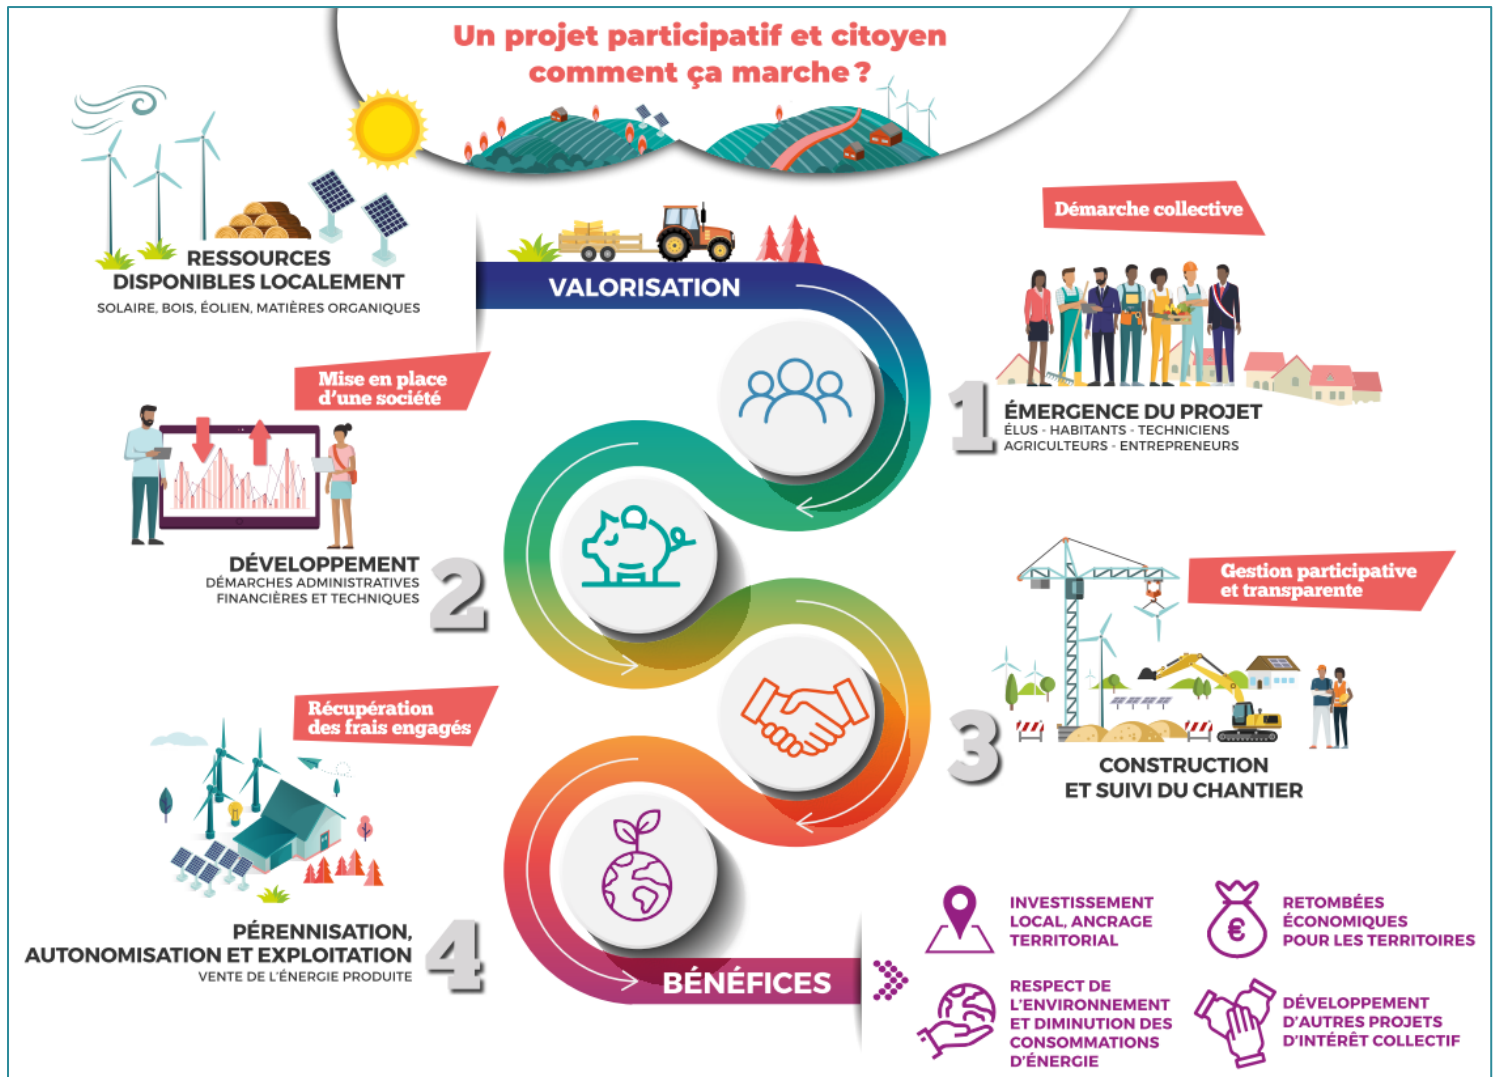 Un projet participatif et citoyen
comment ça marche ?
RESSOURCES
DISPONIBLES LOCALEMENT
SOLAIRE, BOIS, ÉOLIEN, MATIÈRES ORGANIQUES
VALORISATION
Démarche collective
1
ÉMERGENCE DU PROJET
ÉLUS - HABITANTS - TECHNICIENS
AGRICULTEURS - ENTREPRENEURS
Mise en place
d'une société
DÉVELOPPEMENT
DÉMARCHES ADMINISTRATIVES
FINANCIÈRES ET TECHNIQUES
2
Gestion participative
et transparente
3
CONSTRUCTION
ET SUIVI DU CHANTIER
Récupération
des frais engagés
PÉRENNISATION,
AUTONOMISATION ET EXPLOITATION
VENTE DE L'ÉNERGIE PRODUITE
4
BÉNÉFICES
INVESTISSEMENT
LOCAL, ANCRAGE
TERRITORIAL
€
RETOMBÉES
ÉCONOMIQUES
POUR LES TERRITOIRES
RESPECT DE
L'ENVIRONNEMENT
ET DIMINUTION DES
CONSOMMATIONS
D'ÉNERGIE
DÉVELOPPEMENT
D'AUTRES PROJETS
D'INTÉRÊT COLLECTIF